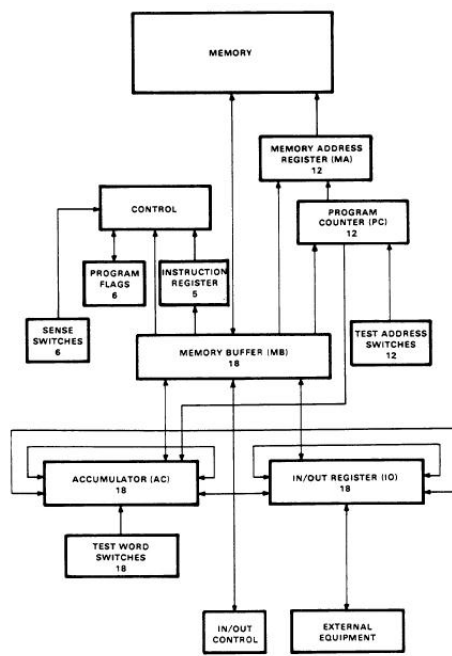 MEMORY
MEMORY ADDRESS
REGISTER (MA)
12
CONTROL
PROGRAM
COUNTER (PC)
12
PROGRAM
FLAGS
6
INSTRUCTION
REGISTER
5
SENSE
SWITCHES
6
MEMORY BUFFER (MB)
18
TEST ADDRESS
SWITCHES
12
ACCUMULATOR (AC)
18
IN/OUT REGISTER (IO)
18
TEST WORD
SWITCHES
18
IN/OUT
CONTROL
EXTERNAL
EQUIPMENT